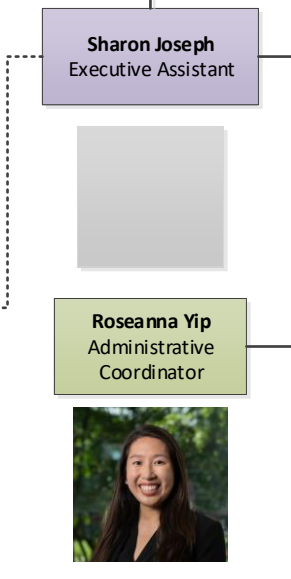 Sharon Joseph
Executive Assistant
Roseanna Yip
Administrative
Coordinator